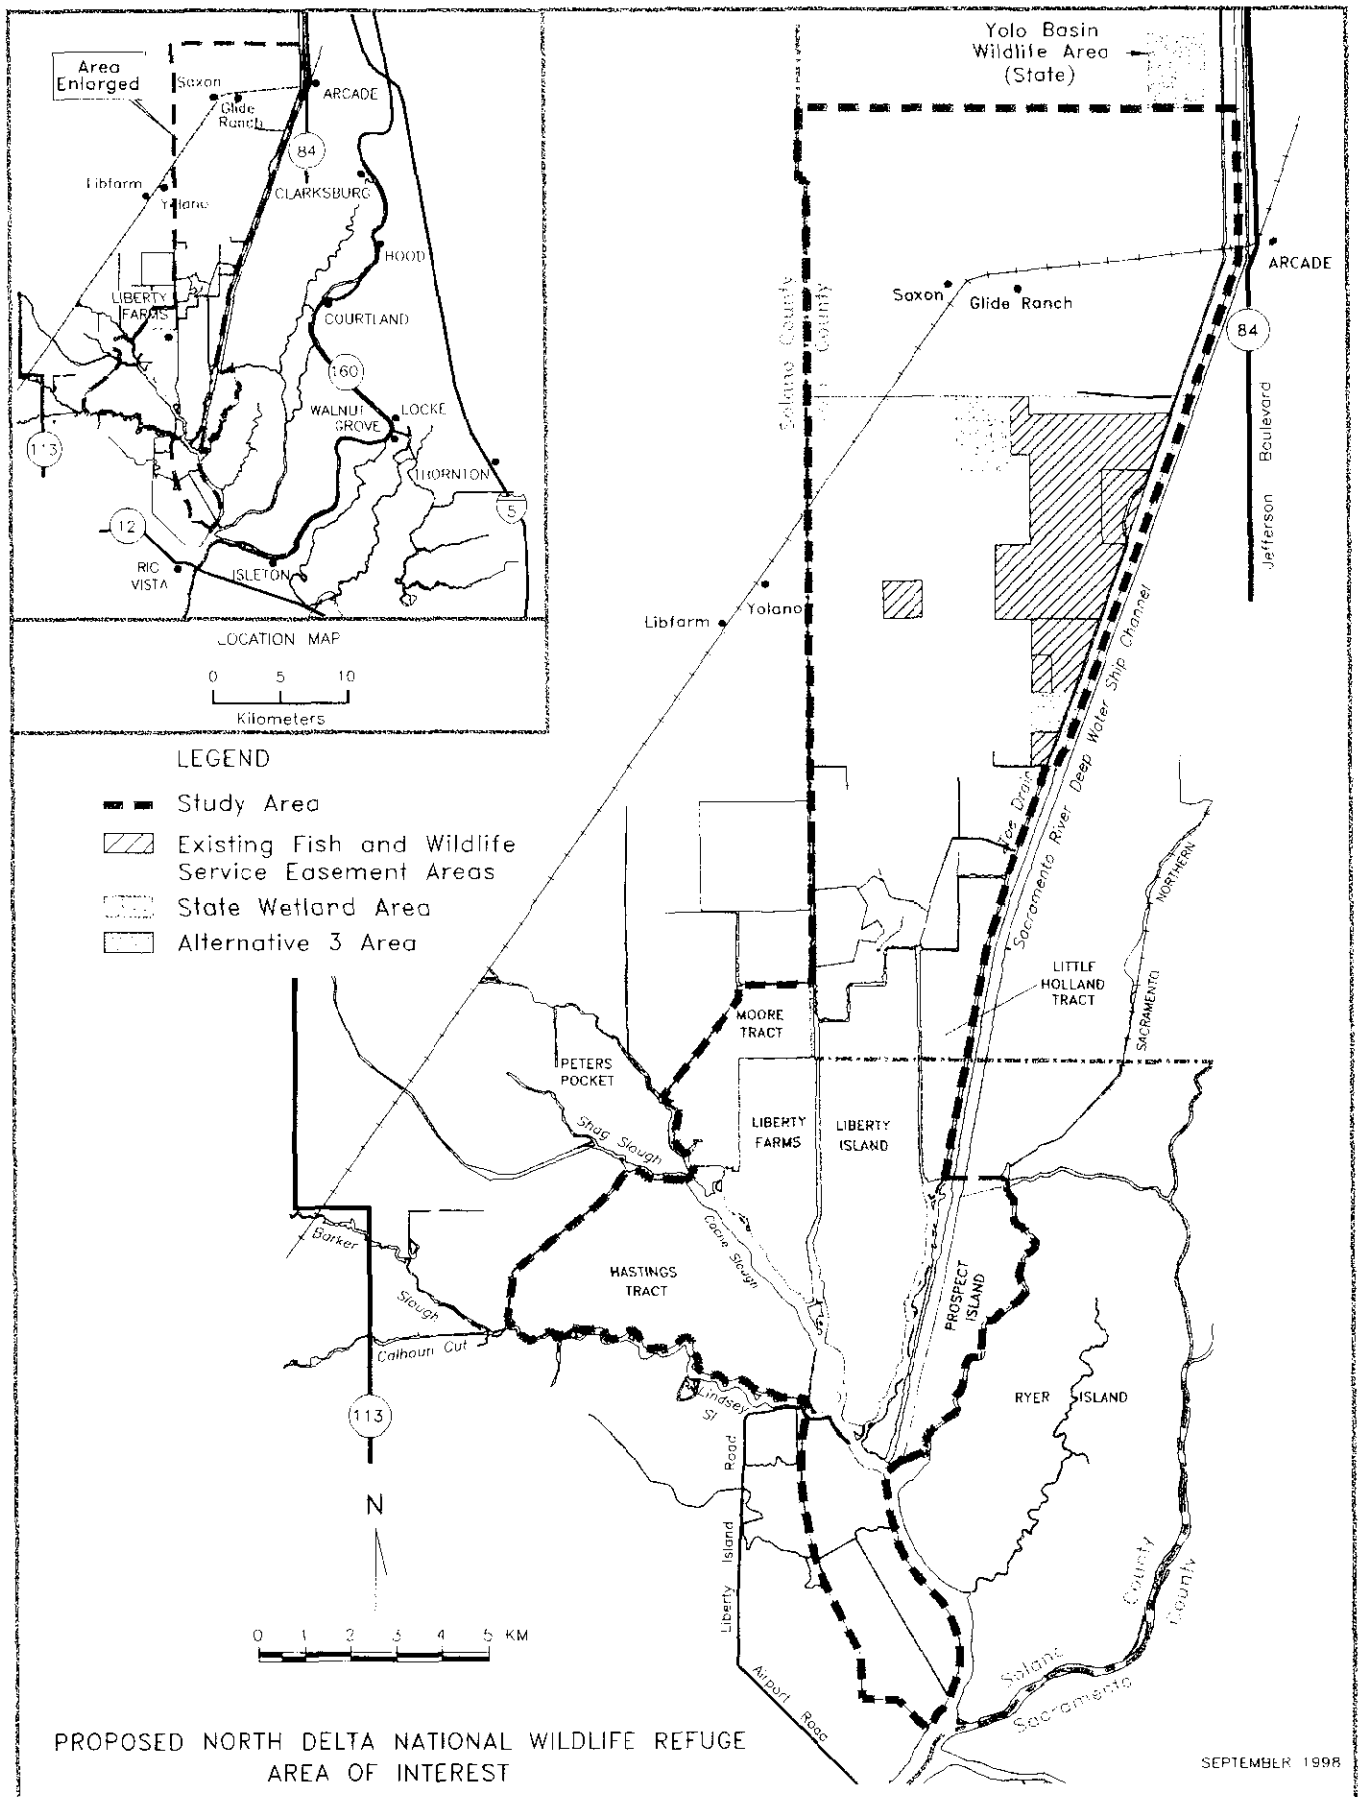 Area
Enlarged
Saxon
Glide
Ranch
ARCADE
84
CLARKSBURG
Libfarm
Yolano
HOOD
LIBERTY
FARMS
COURTLAND
160
WALNUT
GROVE
LOCKE
113
THORNTON
5
12
RIO
VISTA
ISLETON
LOCATION MAP
0 5 10
Kilometers
Yolo Basin
Wildlife Area
(State)
ARCADE
Saxon
Glide Ranch
84
Solano County
County
Jefferson Boulevard
Yolano
Libfarm
LEGEND
Study Area
Existing Fish and Wildlife
Service Easement Areas
State Wetland Area
Alternative 3 Area
Toe Drain
Sacramento River Deep Water Ship Channel
NORTHERN
SACRAMENTO
LITTLE
HOLLAND
TRACT
MOORE
TRACT
PETERS
POCKET
Shag Slough
LIBERTY
FARMS
LIBERTY
ISLAND
Barker
Slough
Calhoun Cut
HASTINGS
TRACT
Cache Slough
PROSPECT
ISLAND
Lindsey
Sl
RYER ISLAND
113
Liberty Island Road
Airport Road
County
County
Solano
Sacramento
N
0 1 2 3 4 5 KM
PROPOSED NORTH DELTA NATIONAL WILDLIFE REFUGE
AREA OF INTEREST
SEPTEMBER 1998